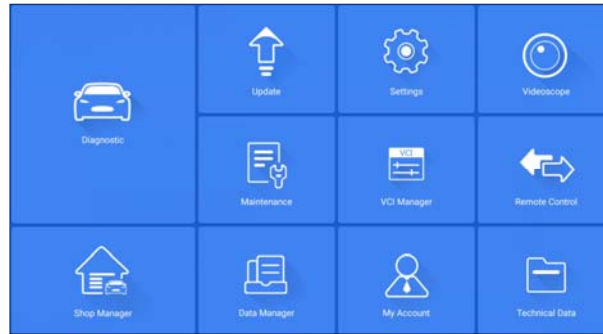 Update
Settings
Videoscope
Diagnostic
VCI
Maintenance
VCI Manager
Remote Control
Shop Manager
Data Manager
My Account
Technical Data